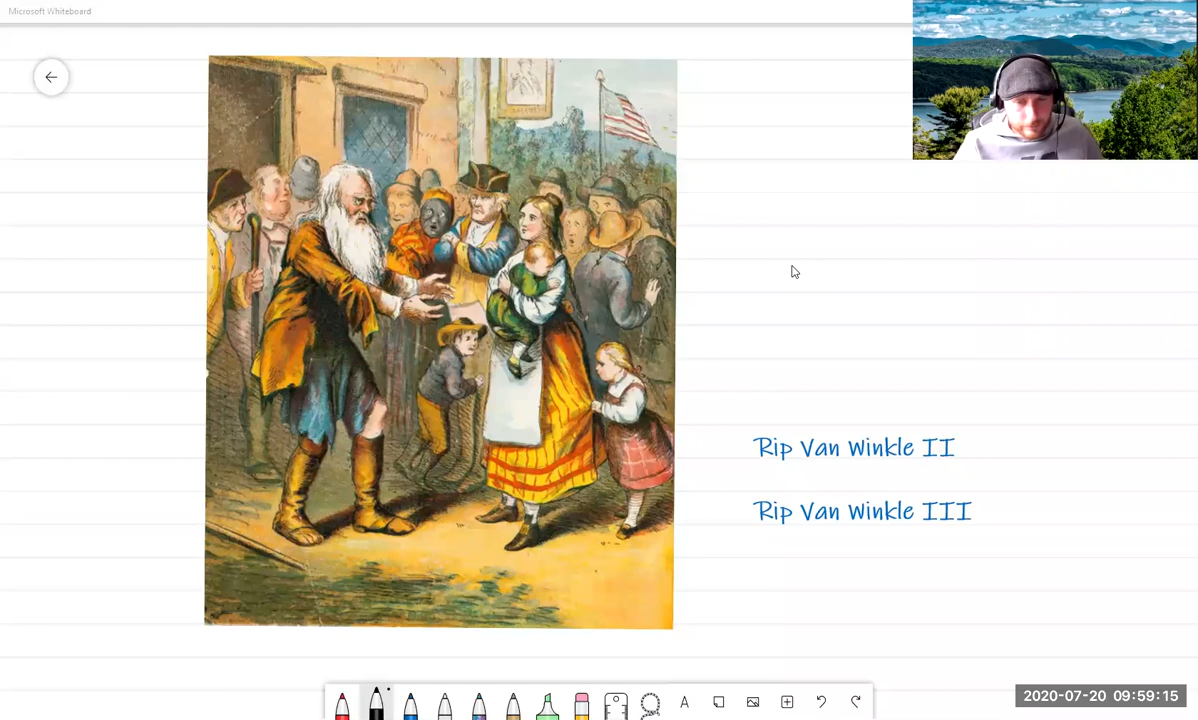 Microsoft Whiteboard
Rip Van Winkle II
Rip Van Winkle III
A
2020-07-20 09:59:15